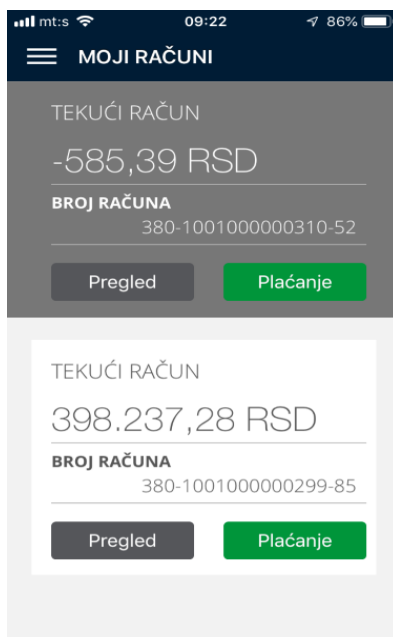 mt:s 09:22 86%
MOJI RAČUNI
TEKUĆI RAČUN
-585,39 RSD
BROJ RAČUNA
380-1001000000310-52
Pregled Plaćanje
TEKUĆI RAČUN
398.237,28 RSD
BROJ RAČUNA
380-1001000000299-85
Pregled Plaćanje